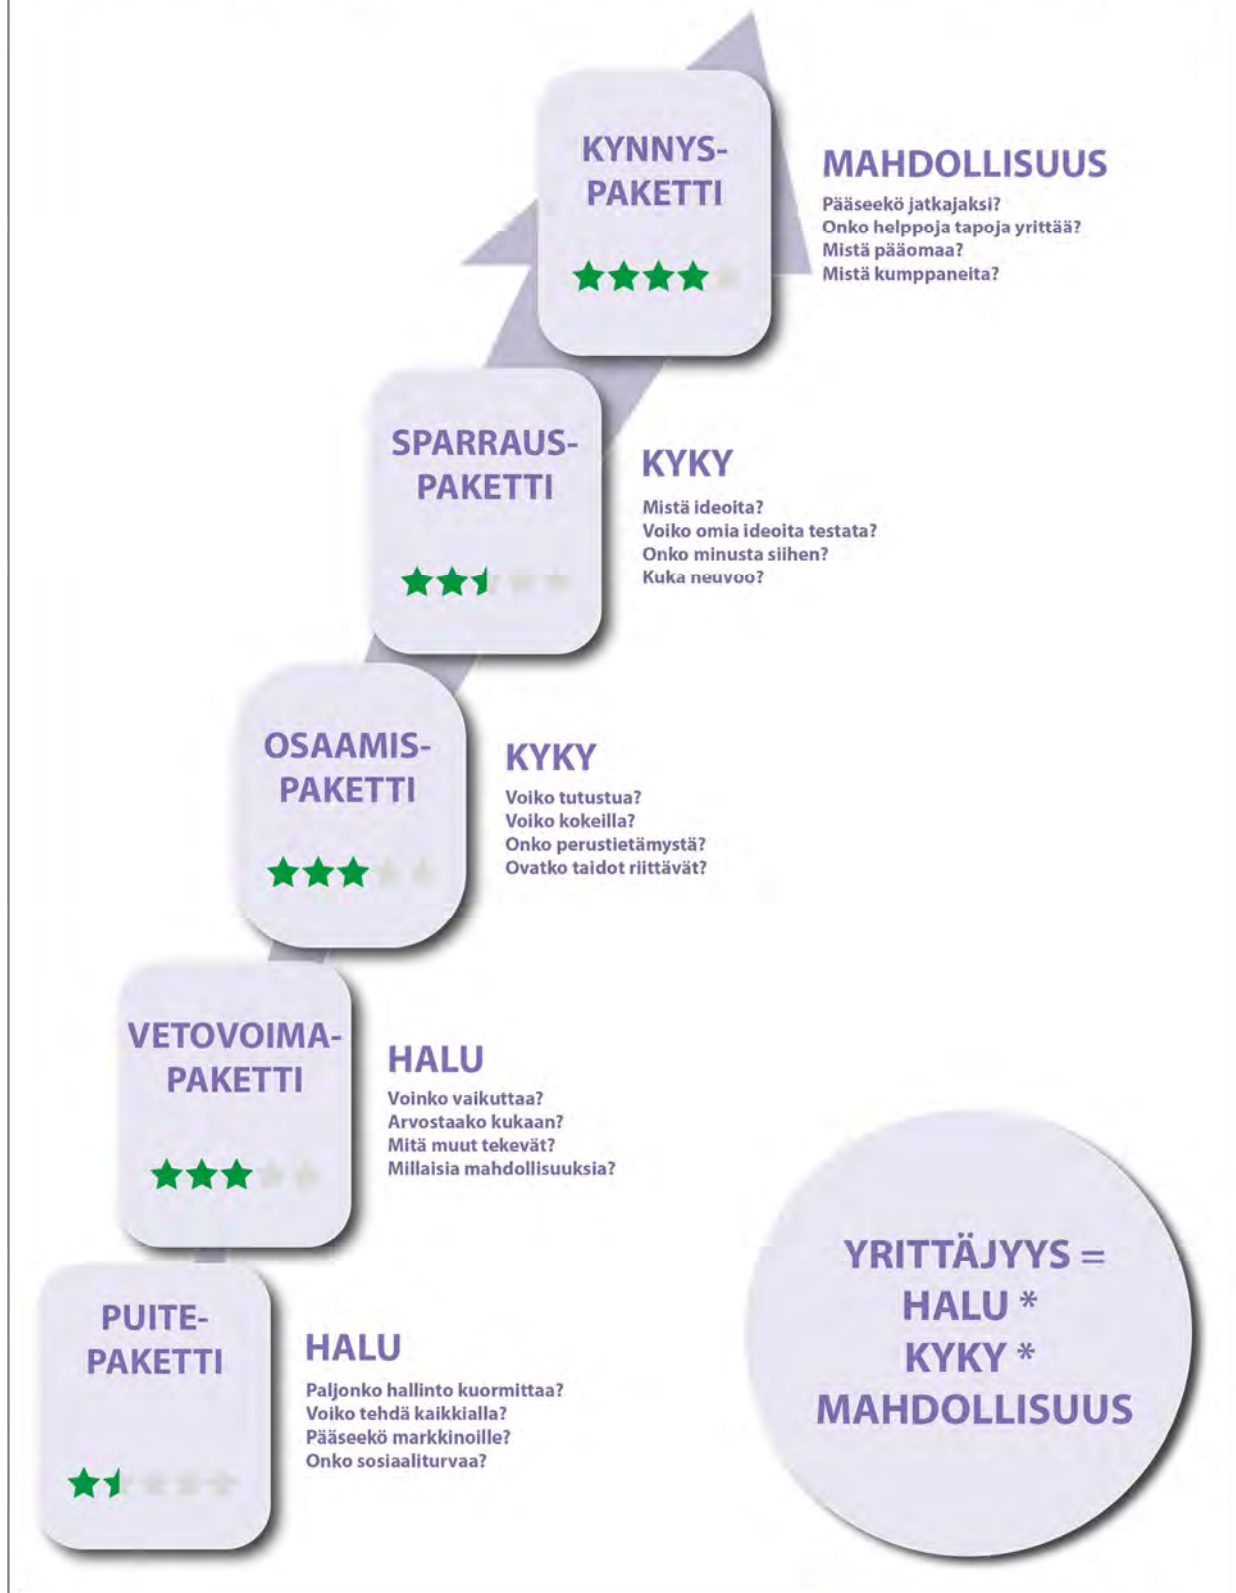 KYNNYS-
PAKETTI
MAHDOLLISUUS
Pääseekö jatkajaksi?
Onko helppoja tapoja yrittää?
Mistä pääomaa?
Mistä kumppaneita?
SPARRAUS-
PAKETTI
KYKY
Mistä ideoita?
Voiko omia ideoita testata?
Onko minusta siihen?
Kuka neuvoo?
OSAAMIS-
PAKETTI
KYKY
Voiko tutustua?
Voiko kokeilla?
Onko perustietämystä?
Ovatko taidot riittävät?
VETOVOIMA-
PAKETTI
HALU
Voinko vaikuttaa?
Arvostaako kukaan?
Mitä muut tekevät?
Millaisia mahdollisuuksia?
PUITE-
PAKETTI
HALU
Paljonko hallinto kuormittaa?
Voiko tehdä kaikkialla?
Pääseekö markkinoille?
Onko sosiaaliturvaa?
YRITTÄJYYS =
HALU *
KYKY *
MAHDOLLISUUS